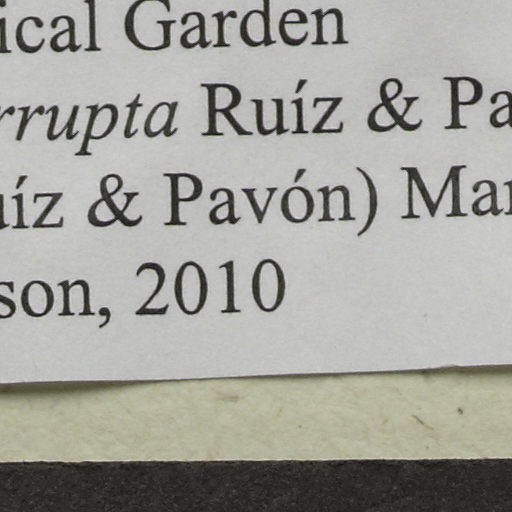 ical Garden
rrupta Ruíz & Pa
uíz & Pavón) Mar
son, 2010